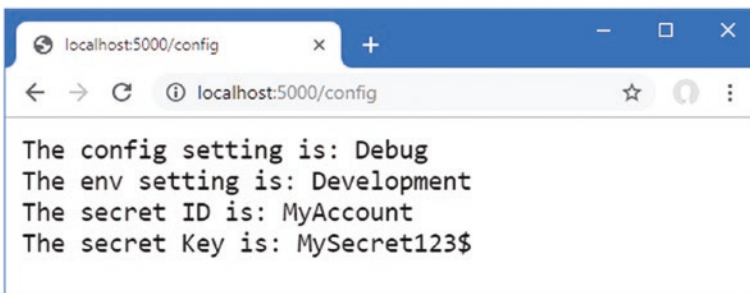 localhost:5000/config
localhost:5000/config
The config setting is: Debug
The env setting is: Development
The secret ID is: MyAccount
The secret Key is: MySecret123$